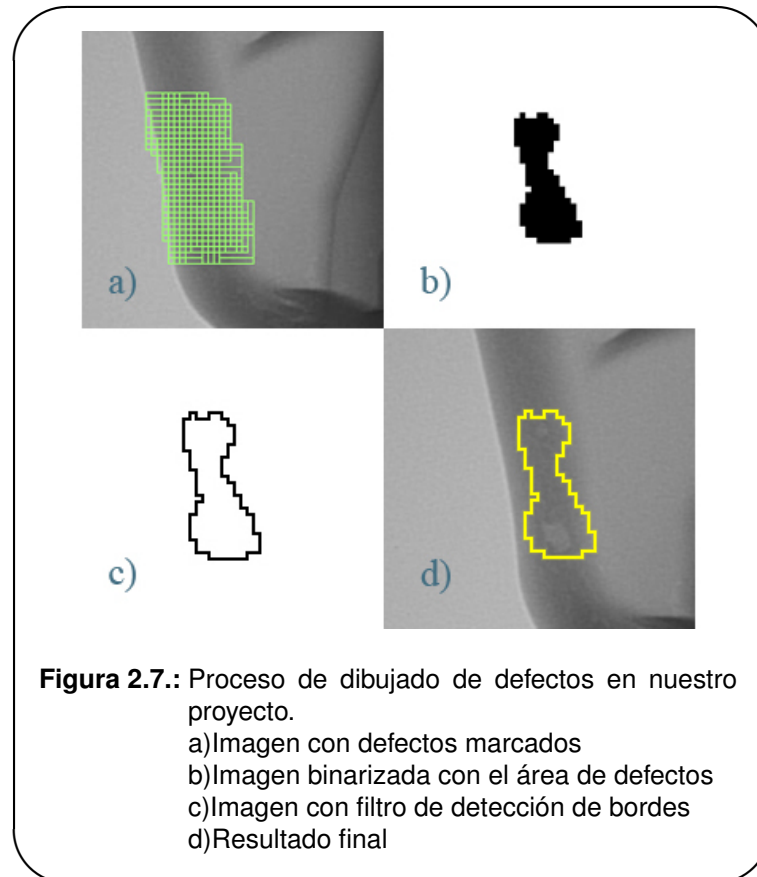 a)
b)
c)
d)
Figura 2.7.: Proceso de dibujado de defectos en nuestro
proyecto.
a)Imagen con defectos marcados
b)Imagen binarizada con el área de defectos
c)Imagen con filtro de detección de bordes
d)Resultado final